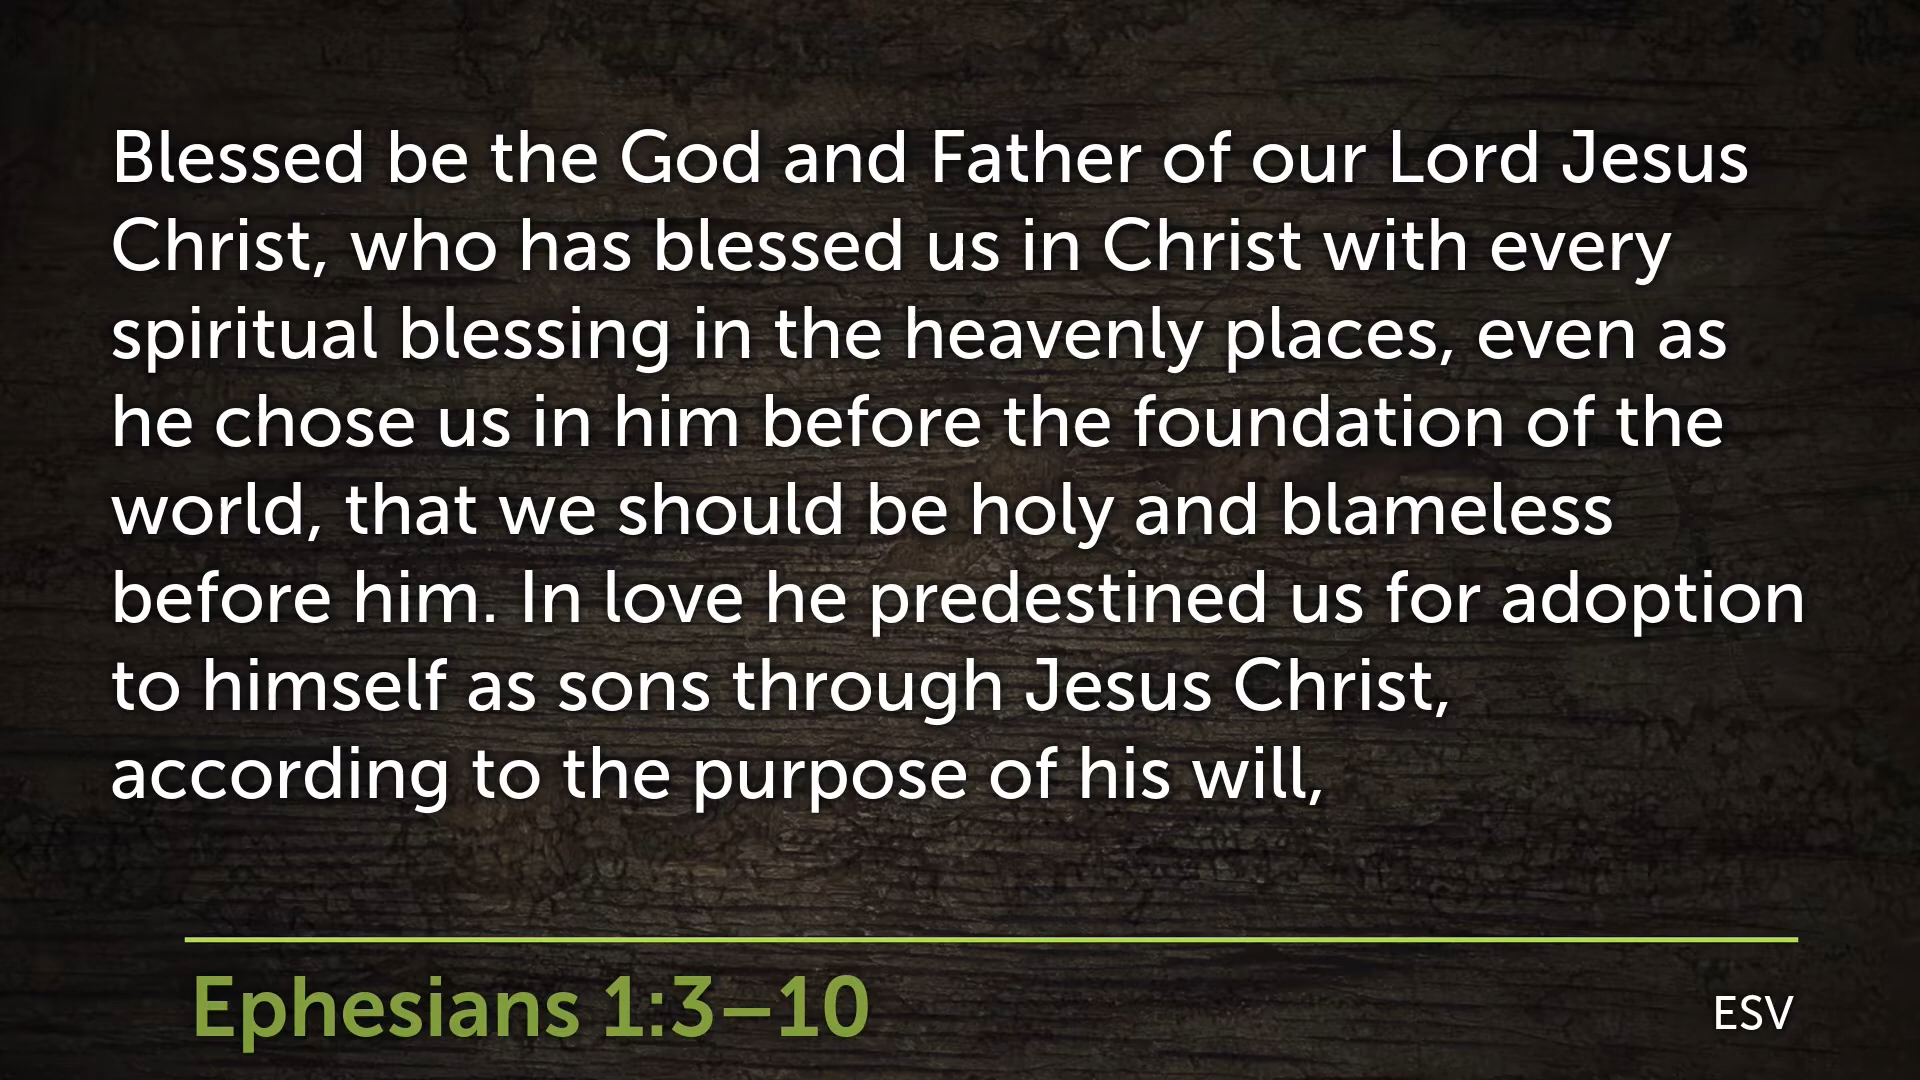 Blessed be the God and Father of our Lord Jesus
Christ, who has blessed us in Christ with every
spiritual blessing in the heavenly places, even as
he chose us in him before the foundation of the
world, that we should be holy and blameless
before him. In love he predestined us for adoption
to himself as sons through Jesus Christ,
according to the purpose of his will,
Ephesians 1:3–10
ESV